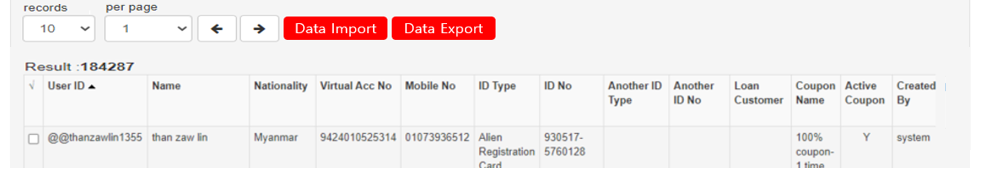 records per page
10 1 Data Import Data Export
Result :184287
√ User ID Name Nationality Virtual Acc No Mobile No ID Type ID No Another ID Type Another ID No Loan Customer Coupon Name Active Coupon Created By
@@thanzawlin1355 than zaw lin Myanmar 9424010525314 01073936512 Alien Registration Card 930517-5760128 100% coupon-1 time Y system